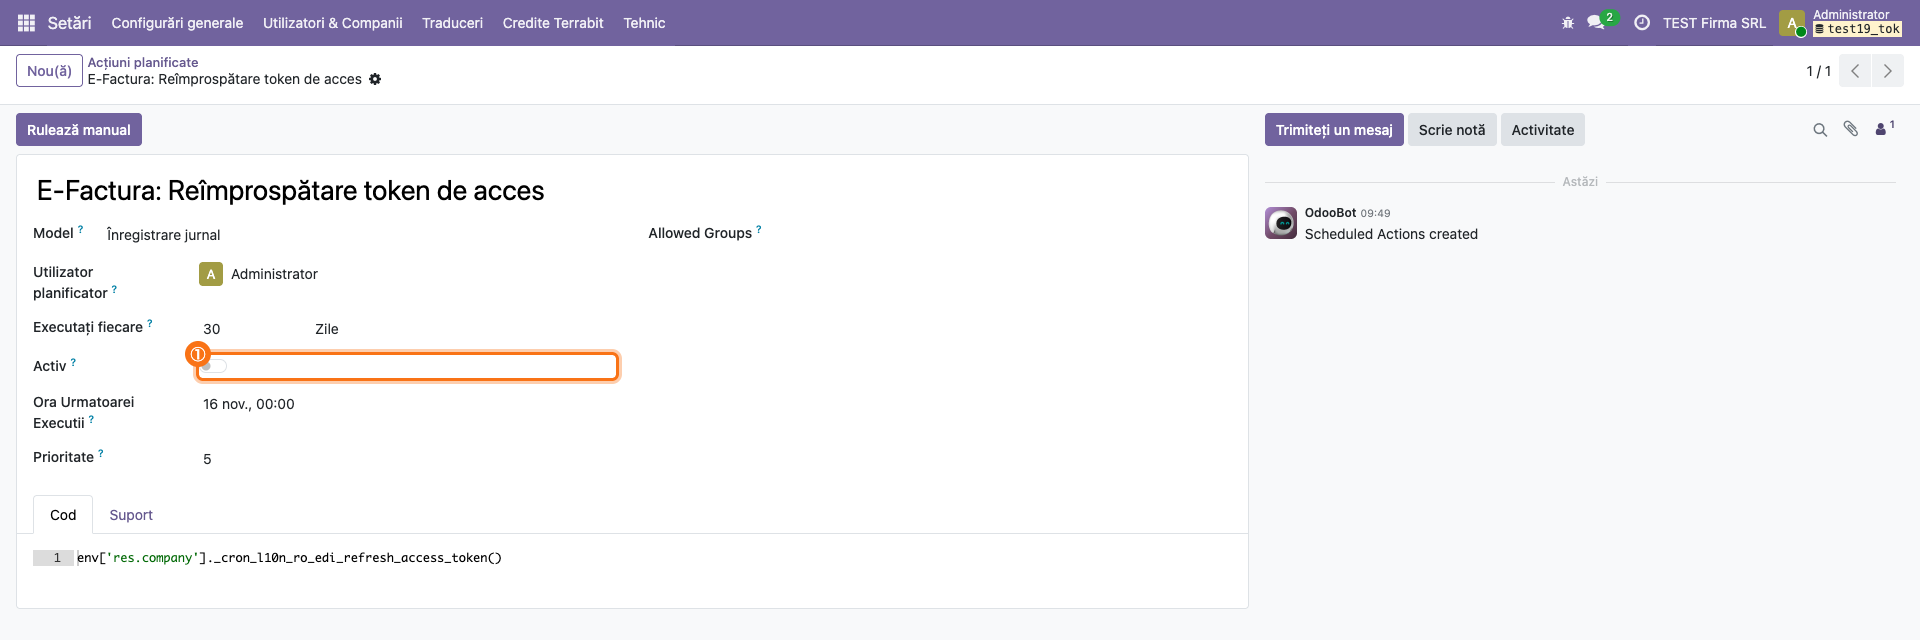 Setări Configurări generale Utilizatori & Companii Traduceri Credite Terrabit Tehnic 2 TEST Firma SRL A Administrator
test19_tok
Nou(ă) Acțiuni planificate
E-Factura: Reîmprospătare token de acces
1 / 1
Rulează manual Trimiteți un mesaj Scrie notă Activitate 1
E-Factura: Reîmprospătare token de acces
Astăzi
OdooBot 09:49
Scheduled Actions created
Model ? Înregistrare jurnal Allowed Groups ?
Utilizator
planificator ? A Administrator
Executați fiecare ? 30 Zile
①
Activ ?
Ora Urmatoarei
Executii ? 16 nov., 00:00
Prioritate ? 5
Cod Suport
1 env['res.company']._cron_l10n_ro_edi_refresh_access_token()